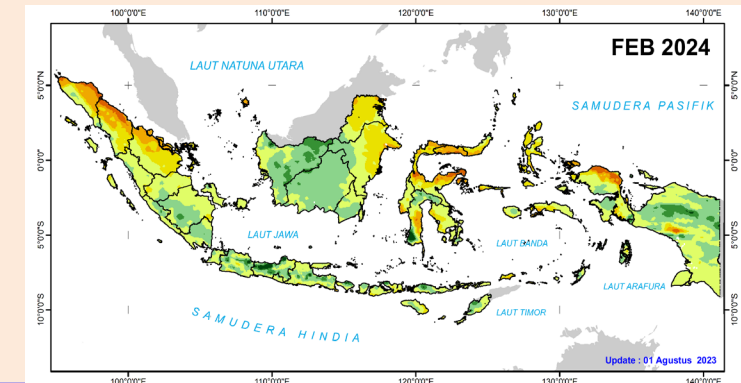 100°0'0"E 110°0'0"E 120°0'0"E 130°0'0"E 140°0'0"E
FEB 2024
LAUT NATUNA UTARA
5°0'0"N 5°0'0"N
SAMUDERA PASIFIK
0°0'0" 0°0'0"
5°0'0"S 5°0'0"S
LAUT JAWA
LAUT BANDA
LAUT ARAFURA
10°0'0"S 10°0'0"S
SAMUDERA HINDIA
LAUT TIMOR
Update : 01 Agustus 2023
100°0'0"E 110°0'0"E 120°0'0"E 130°0'0"E 140°0'0"E